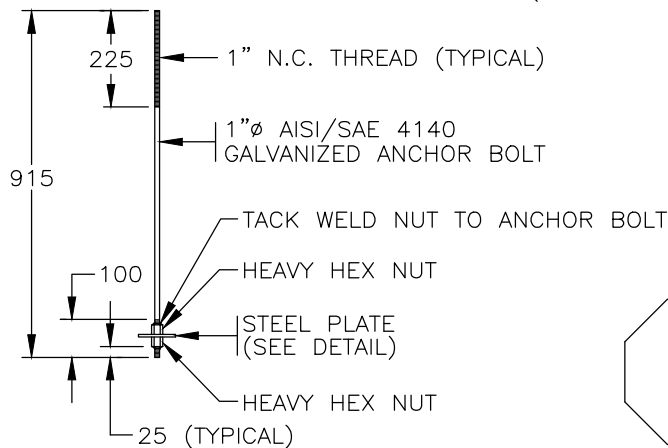 225
1" N.C. THREAD (TYPICAL)
1"ø AISI/SAE 4140
GALVANIZED ANCHOR BOLT
915
TACK WELD NUT TO ANCHOR BOLT
100
HEAVY HEX NUT
STEEL PLATE
(SEE DETAIL)
HEAVY HEX NUT
25 (TYPICAL)